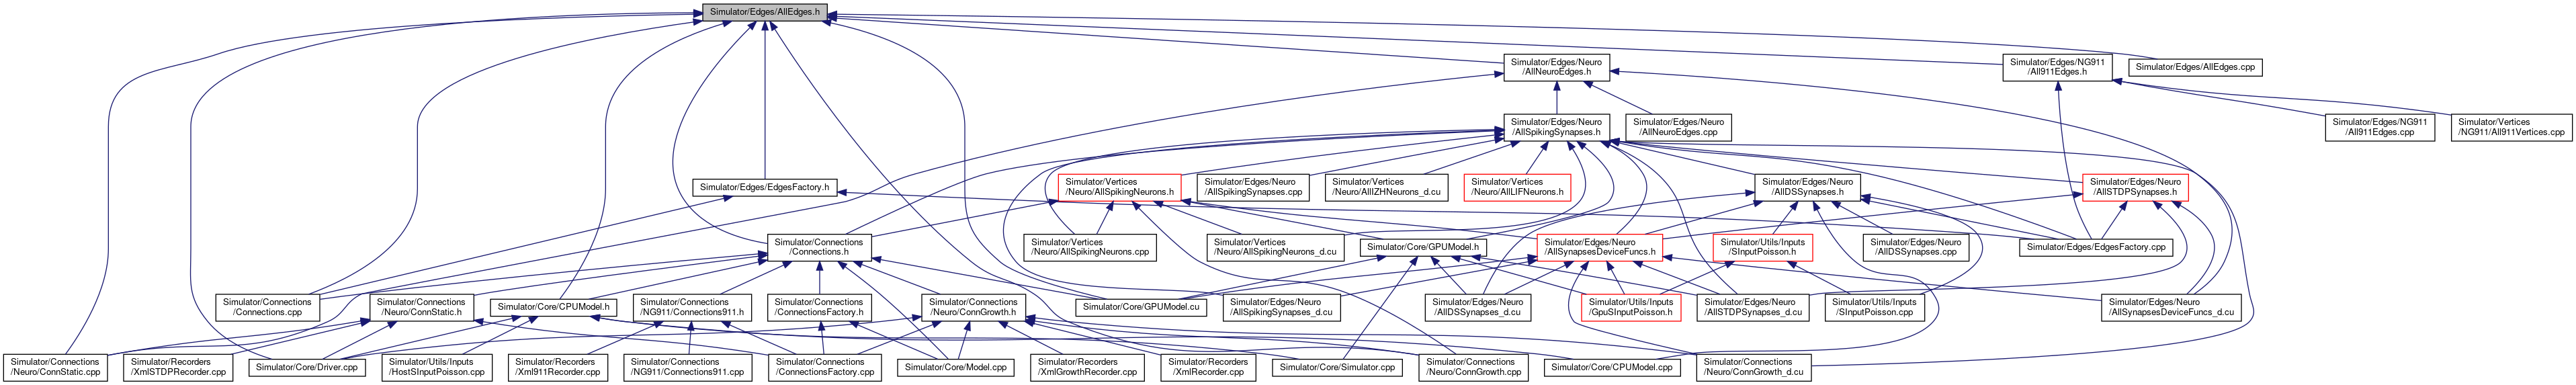 Simulator/Edges/AllEdges.h
Simulator/Edges/Neuro
/AllNeuroEdges.h
Simulator/Edges/NG911
/All911Edges.h
Simulator/Edges/AllEdges.cpp
Simulator/Edges/Neuro
/AllSpikingSynapses.h
Simulator/Edges/Neuro
/AllNeuroEdges.cpp
Simulator/Edges/NG911
/All911Edges.cpp
Simulator/Vertices
/NG911/All911Vertices.cpp
Simulator/Edges/EdgesFactory.h
Simulator/Vertices
/Neuro/AllSpikingNeurons.h
Simulator/Edges/Neuro
/AllSpikingSynapses.cpp
Simulator/Vertices
/Neuro/AllIZHNeurons_d.cu
Simulator/Vertices
/Neuro/AllLIFNeurons.h
Simulator/Edges/Neuro
/AllDSSynapses.h
Simulator/Edges/Neuro
/AllSTDPSynapses.h
Simulator/Connections
/Connections.h
Simulator/Vertices
/Neuro/AllSpikingNeurons.cpp
Simulator/Vertices
/Neuro/AllSpikingNeurons_d.cu
Simulator/Core/GPUModel.h
Simulator/Edges/Neuro
/AllSynapsesDeviceFuncs.h
Simulator/Utils/Inputs
/SInputPoisson.h
Simulator/Edges/Neuro
/AllDSSynapses.cpp
Simulator/Edges/EdgesFactory.cpp
Simulator/Connections
/Connections.cpp
Simulator/Connections
/Neuro/ConnStatic.h
Simulator/Core/CPUModel.h
Simulator/Connections
/NG911/Connections911.h
Simulator/Connections
/ConnectionsFactory.h
Simulator/Connections
/Neuro/ConnGrowth.h
Simulator/Core/GPUModel.cu
Simulator/Edges/Neuro
/AllSpikingSynapses_d.cu
Simulator/Edges/Neuro
/AllDSSynapses_d.cu
Simulator/Utils/Inputs
/GpuSInputPoisson.h
Simulator/Edges/Neuro
/AllSTDPSynapses_d.cu
Simulator/Utils/Inputs
/SInputPoisson.cpp
Simulator/Edges/Neuro
/AllSynapsesDeviceFuncs_d.cu
Simulator/Connections
/Neuro/ConnStatic.cpp
Simulator/Recorders
/XmlSTDPRecorder.cpp
Simulator/Core/Driver.cpp
Simulator/Utils/Inputs
/HostSInputPoisson.cpp
Simulator/Recorders
/Xml911Recorder.cpp
Simulator/Connections
/NG911/Connections911.cpp
Simulator/Connections
/ConnectionsFactory.cpp
Simulator/Core/Model.cpp
Simulator/Recorders
/XmlGrowthRecorder.cpp
Simulator/Recorders
/XmlRecorder.cpp
Simulator/Core/Simulator.cpp
Simulator/Connections
/Neuro/ConnGrowth.cpp
Simulator/Core/CPUModel.cpp
Simulator/Connections
/Neuro/ConnGrowth_d.cu